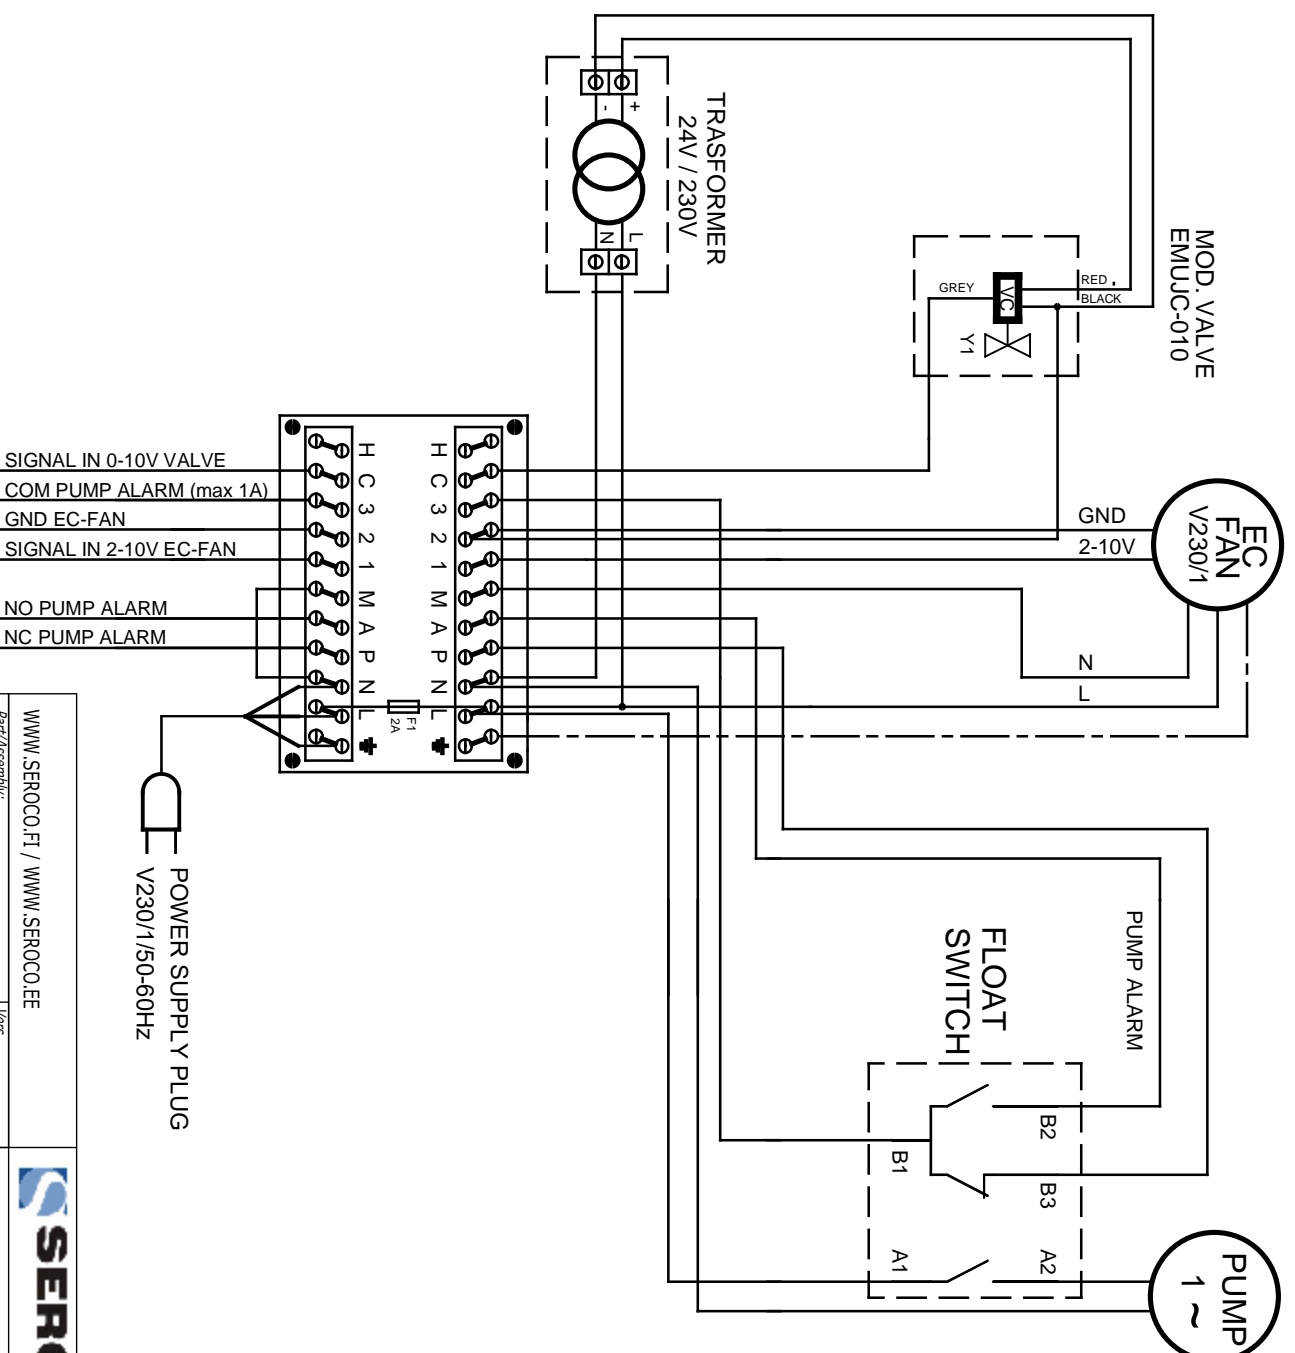 TRASFORMER
24V / 230V
+
-
L
N
MOD. VALVE
EMUJC-010
RED
BLACK
GREY
VC
Y1
EC
FAN
V230/1
GND
2-10V
N
L
SIGNAL IN 0-10V VALVE
COM PUMP ALARM (max 1A)
GND EC-FAN
SIGNAL IN 2-10V EC-FAN
NO PUMP ALARM
NC PUMP ALARM
H C 3 2 1 M A P N L
H C 3 2 1 M A P N L
F1
2A
POWER SUPPLY PLUG
V230/1/50-60Hz
PUMP ALARM
FLOAT
SWITCH
B2
B1
B3
A1
A2
PUMP
1 ~
WWW.SEROCO.FI / WWW.SEROCO.EE
Part/Assembly:
Vers